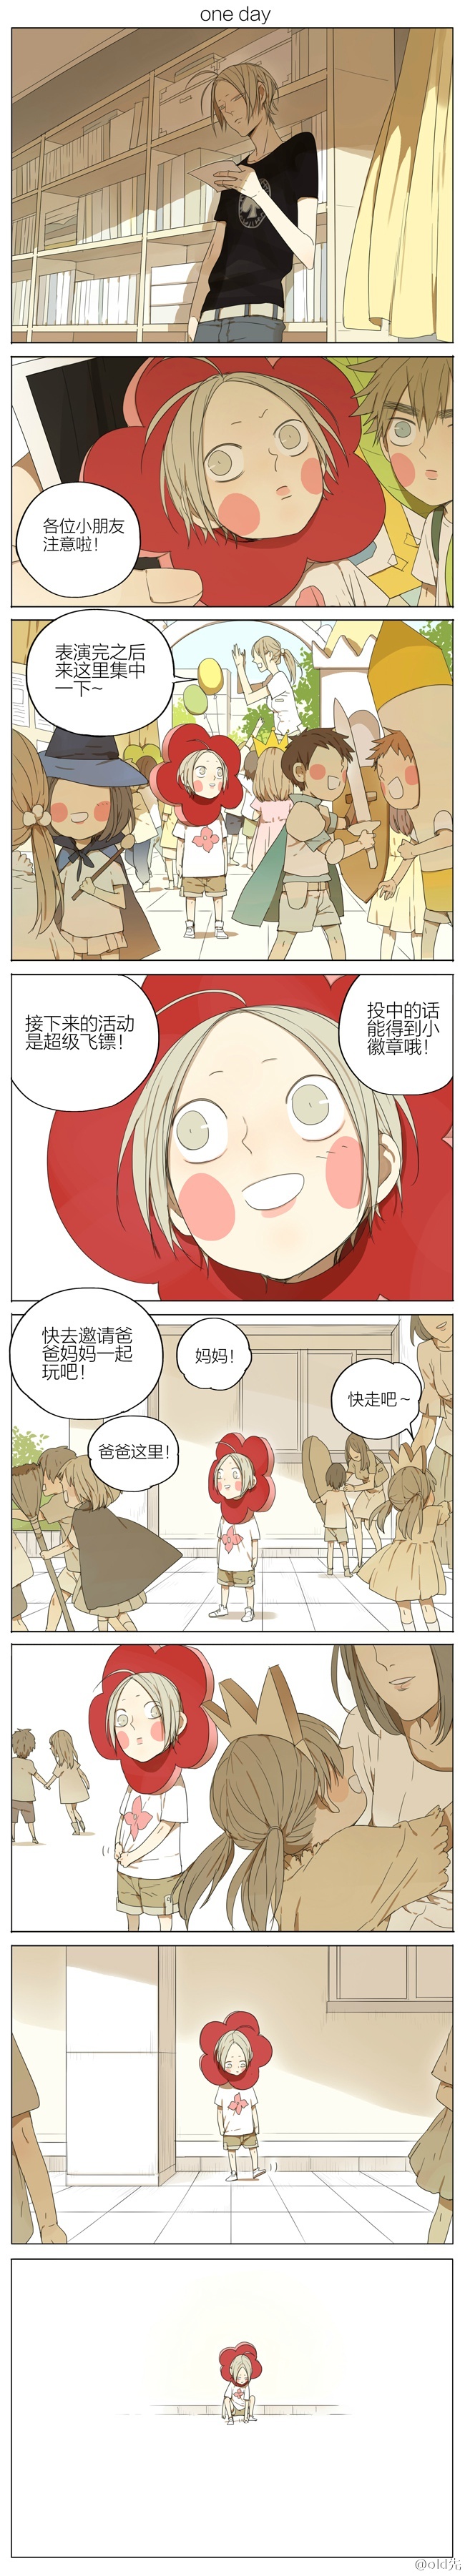 one day
各位小朋友
注意啦！
表演完之后
来这里集中
一下~
接下来的活动
是超级飞镖！
投中的话
能得到小
徽章哦！
快去邀请爸
爸妈妈一起
玩吧！
妈妈！
爸爸这里！
快走吧~
@old先